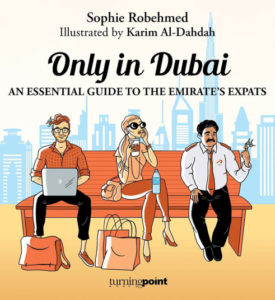 Sophie Robehmed
Illustrated by Karim Al-Dahdah
Only in Dubai
AN ESSENTIAL GUIDE TO THE EMIRATE'S EXPATS
turningpoint